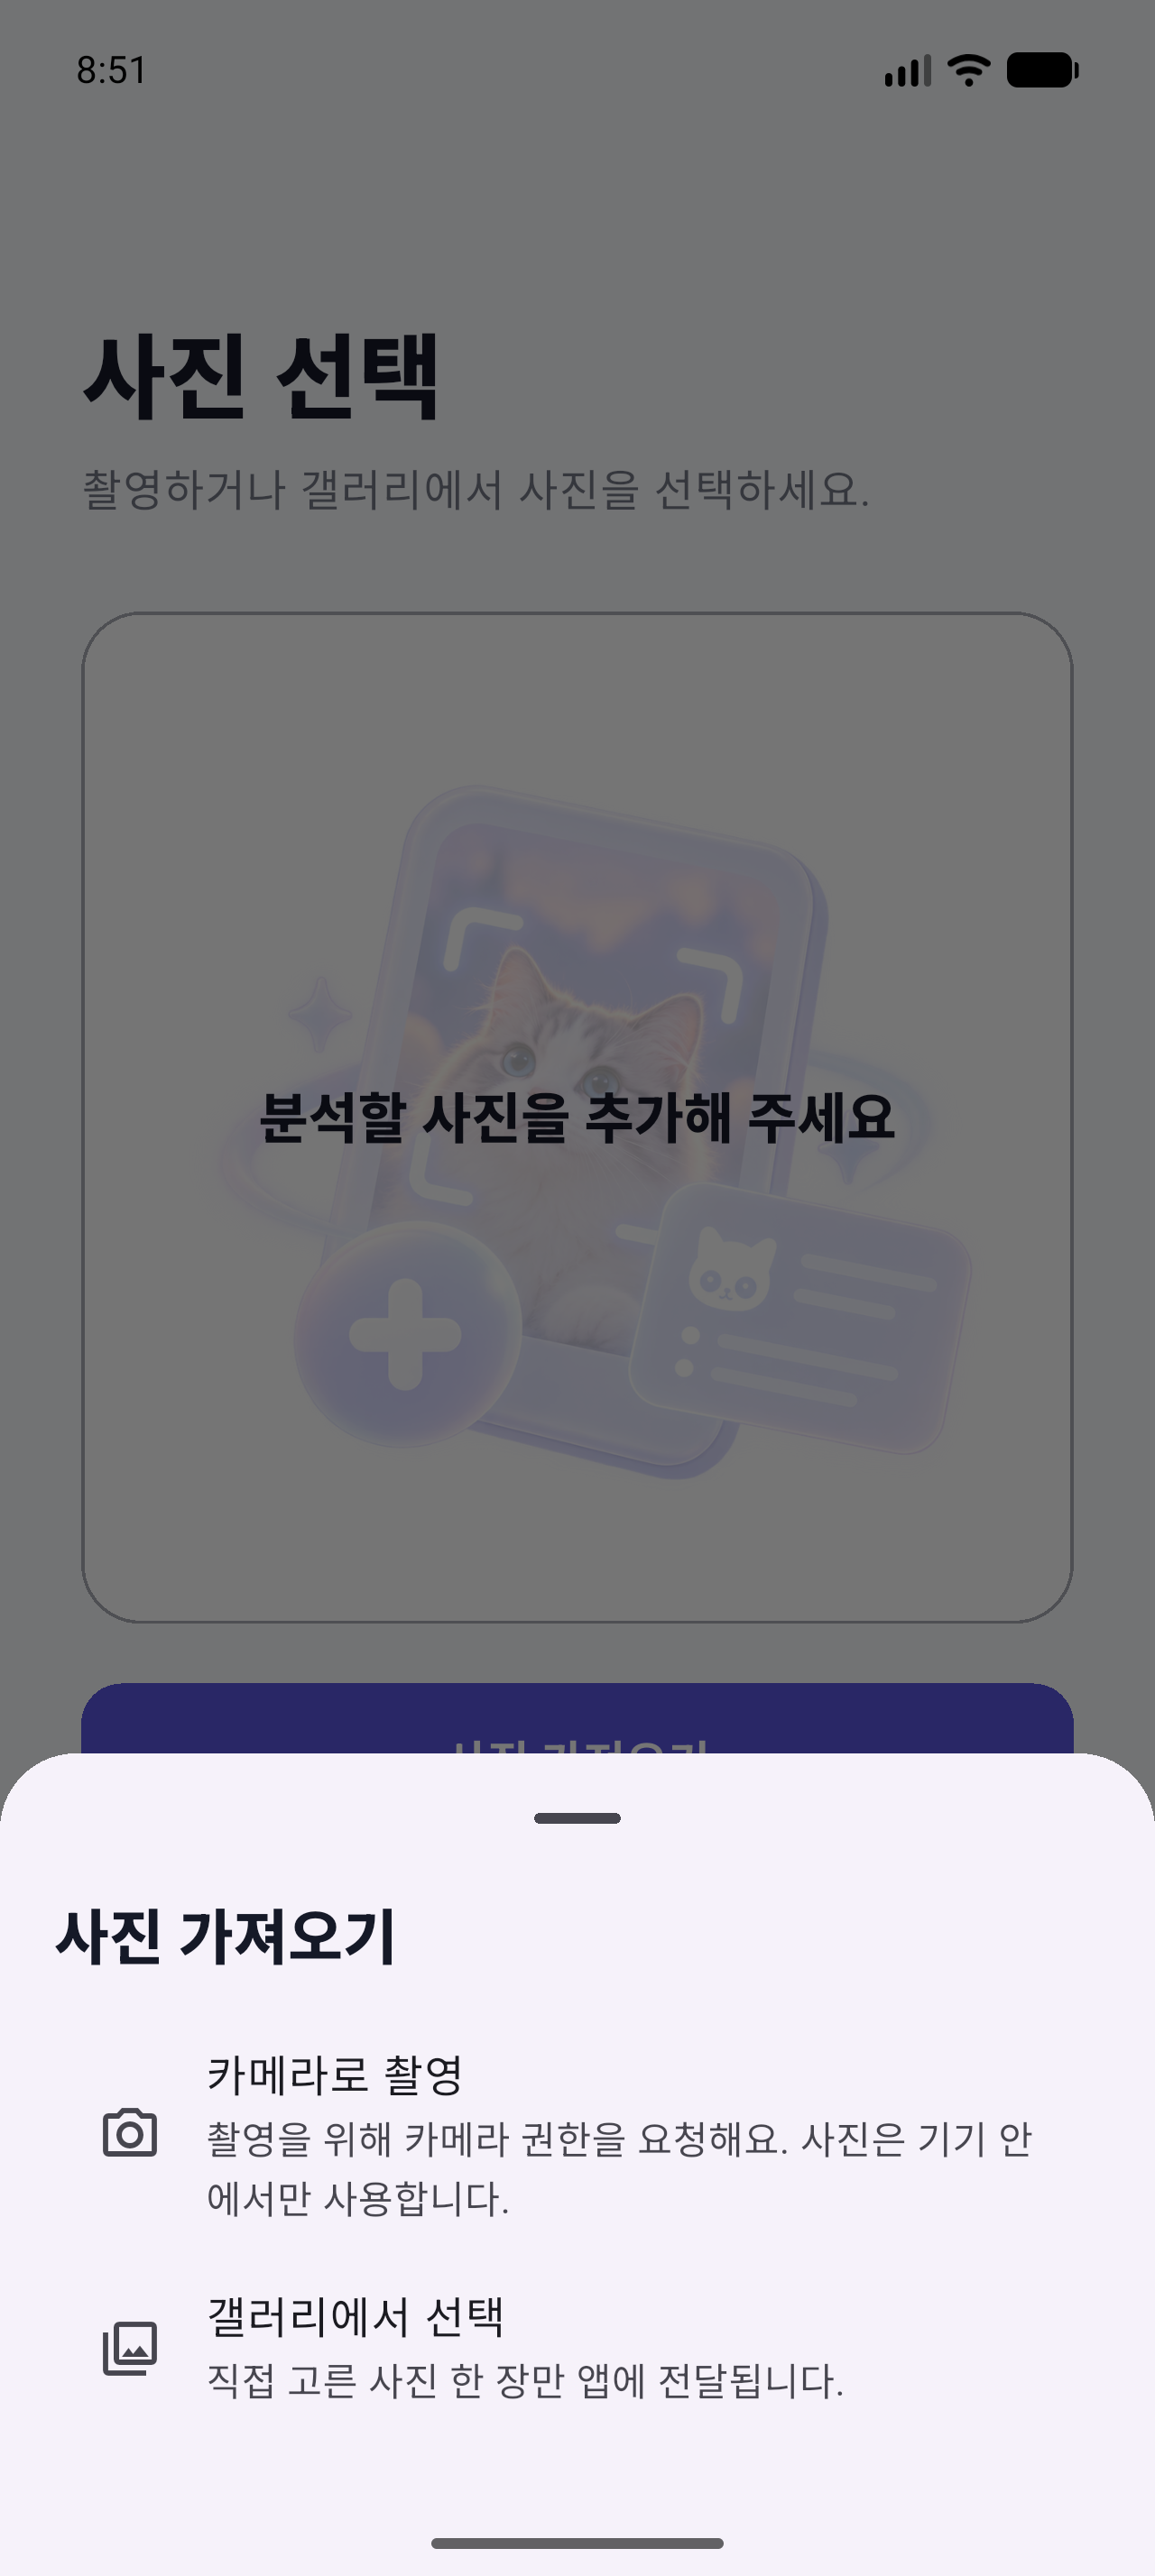 8:51
사진 선택
촬영하거나 갤러리에서 사진을 선택하세요.
분석할 사진을 추가해 주세요
사진 가져오기
카메라로 촬영
촬영을 위해 카메라 권한을 요청해요. 사진은 기기 안
에서만 사용합니다.
갤러리에서 선택
직접 고른 사진 한 장만 앱에 전달됩니다.